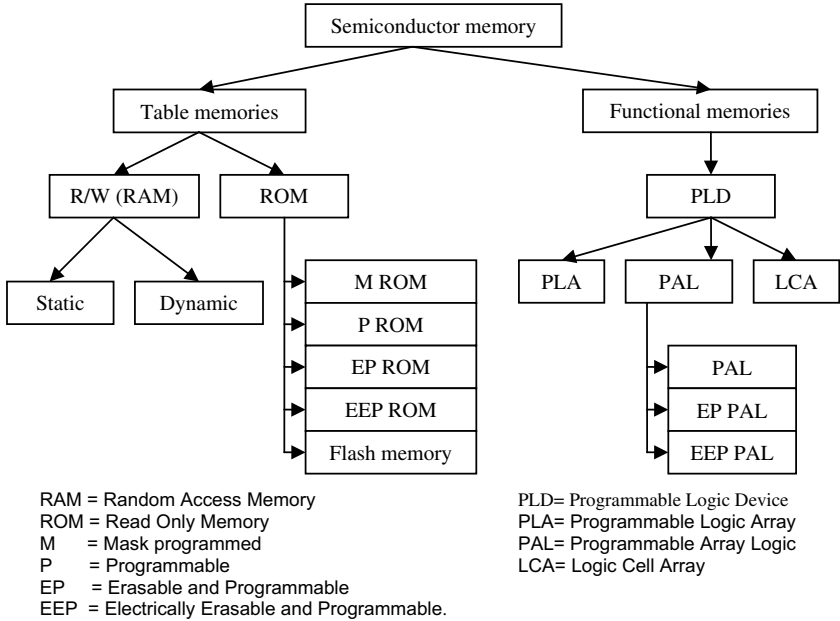 Semiconductor memory
Table memories
Functional memories
R/W (RAM)
ROM
PLD
Static
Dynamic
M ROM
P ROM
EP ROM
EEP ROM
Flash memory
PLA
PAL
LCA
PAL
EP PAL
EEP PAL
RAM = Random Access Memory
ROM = Read Only Memory
M = Mask programmed
P = Programmable
EP = Erasable and Programmable
EEP = Electrically Erasable and Programmable.
PLD= Programmable Logic Device
PLA= Programmable Logic Array
PAL= Programmable Array Logic
LCA= Logic Cell Array